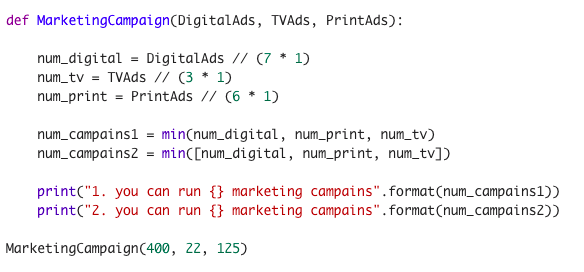 def MarketingCampaign(DigitalAds, TVAds, PrintAds):
num_digital = DigitalAds // (7 * 1)
num_tv = TVAds // (3 * 1)
num_print = PrintAds // (6 * 1)
num_campains1 = min(num_digital, num_print, num_tv)
num_campains2 = min([num_digital, num_print, num_tv])
print("1. you can run {} marketing campains".format(num_campains1))
print("2. you can run {} marketing campains".format(num_campains2))
MarketingCampaign(400, 22, 125)